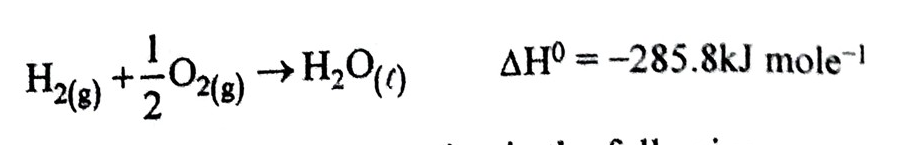 H₂(g) + 1/2 O₂(g) → H₂O(ℓ) ΔH⁰ = −285.8kJ mole⁻¹